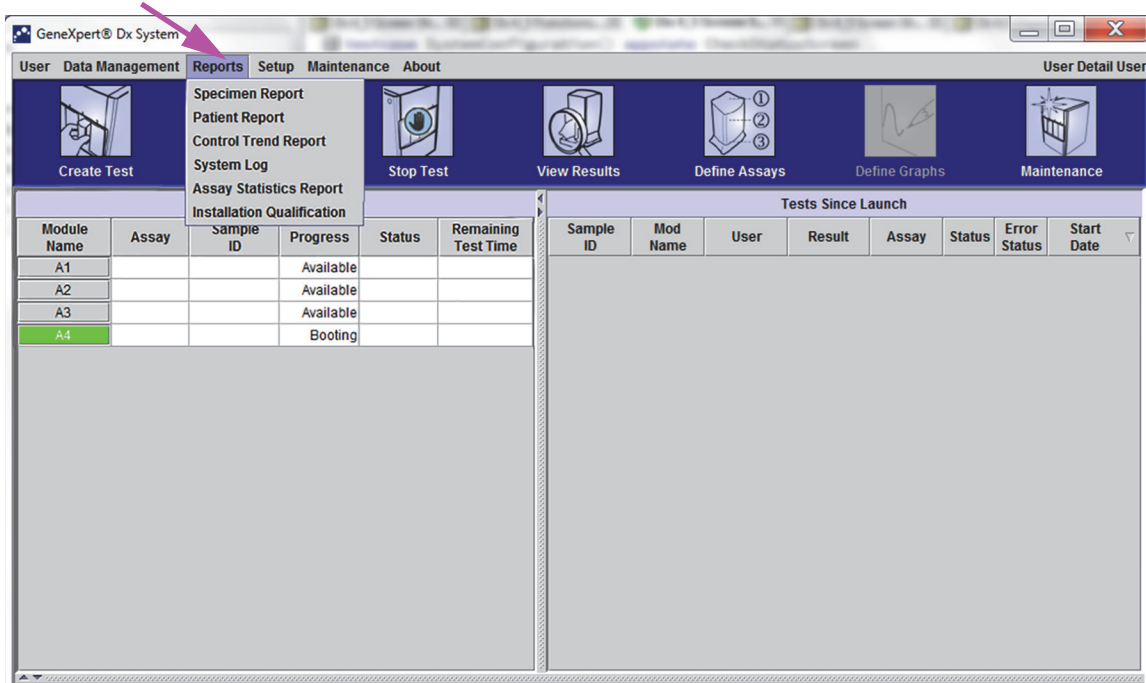 GeneXpert® Dx System
User Data Management Reports Setup Maintenance About User Detail User
Specimen Report
Patient Report
Control Trend Report
System Log
Assay Statistics Report
Installation Qualification
Create Test Stop Test View Results Define Assays Define Graphs Maintenance
Tests Since Launch
Module Name Assay Sample ID Progress Status Remaining Test Time
Sample ID Mod Name User Result Assay Status Error Status Start Date
A1 Available
A2 Available
A3 Available
A4 Booting